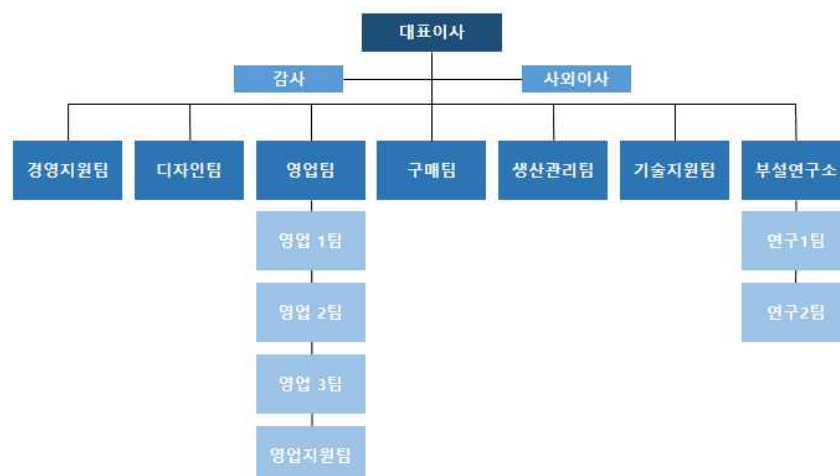 대표이사
감사
사외이사
경영지원팀
디자인팀
영업팀
구매팀
생산관리팀
기술지원팀
부설연구소
영업 1팀
연구1팀
영업 2팀
연구2팀
영업 3팀
영업지원팀